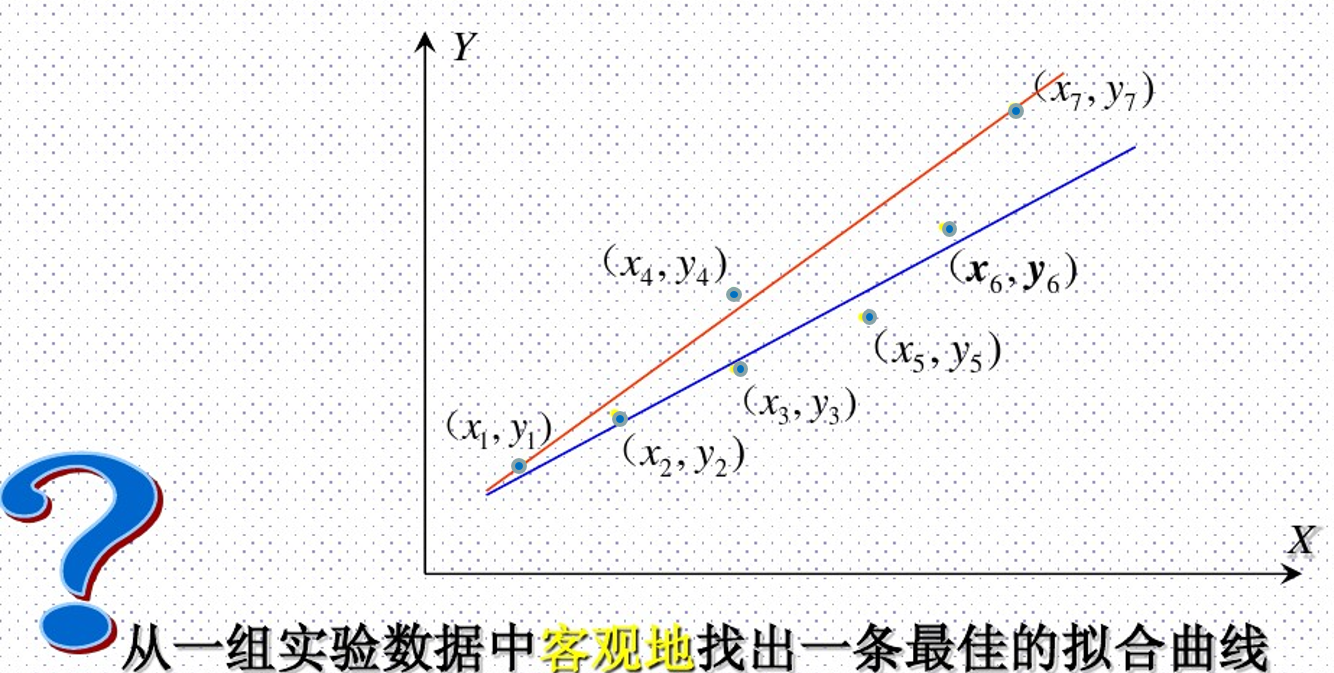 Y
(x₇, y₇)
(x₄, y₄)
(x₆, y₆)
(x₅, y₅)
(x₃, y₃)
(x₁, y₁)
(x₂, y₂)
X
?
从一组实验数据中客观地找出一条最佳的拟合曲线